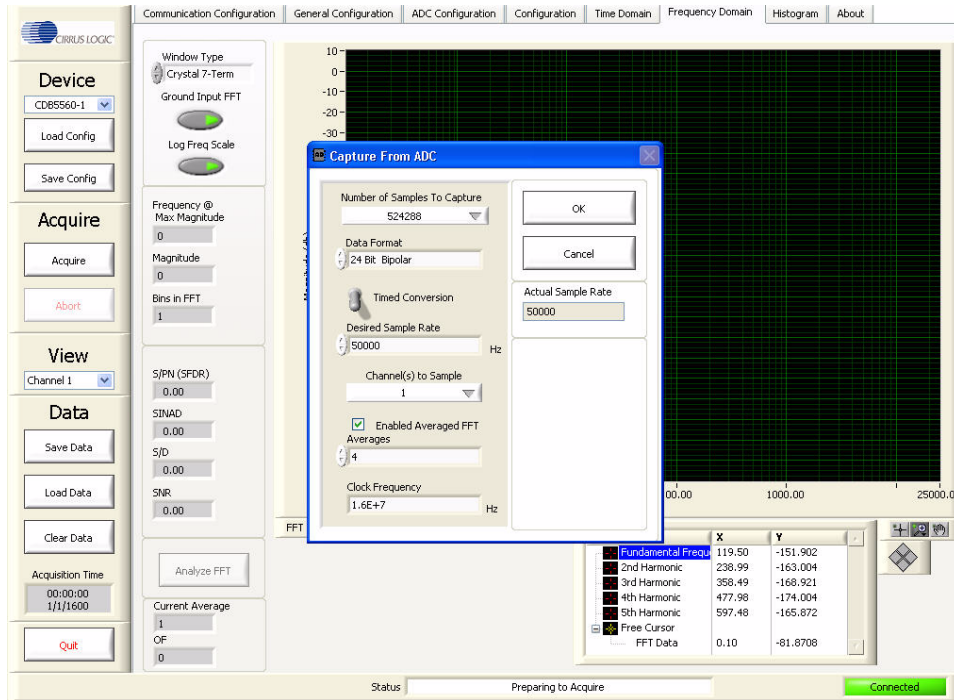 CIRRUS LOGIC
Communication Configuration General Configuration ADC Configuration Configuration Time Domain Frequency Domain Histogram About
Device
CDB5560-1
Load Config
Save Config
Acquire
Acquire
Abort
View
Channel 1
Data
Save Data
Load Data
Clear Data
Acquisition Time
00:00:00
1/1/1600
Quit
Window Type
Crystal 7-Term
Ground Input FFT
Log Freq Scale
Frequency @
Max Magnitude
0
Magnitude
0
Bins in FFT
1
S/PN (SFDR)
0.00
SINAD
0.00
S/D
0.00
SNR
0.00
Analyze FFT
Current Average
1
OF
0
10
0
-10
-20
-30
Capture From ADC
Number of Samples To Capture
524288
Data Format
24 Bit Bipolar
Timed Conversion
Desired Sample Rate
50000 Hz
Channel(s) to Sample
1
Enabled Averaged FFT
Averages
4
Clock Frequency
1.6E+7 Hz
OK
Cancel
Actual Sample Rate
50000
00.00 1000.00 25000.0
FFT
X Y
Fundamental Freque 119.50 -151.902
2nd Harmonic 238.99 -163.004
3rd Harmonic 358.49 -168.921
4th Harmonic 477.98 -174.004
5th Harmonic 597.48 -165.872
Free Cursor
FFT Data 0.10 -81.8708
Status Preparing to Acquire Connected